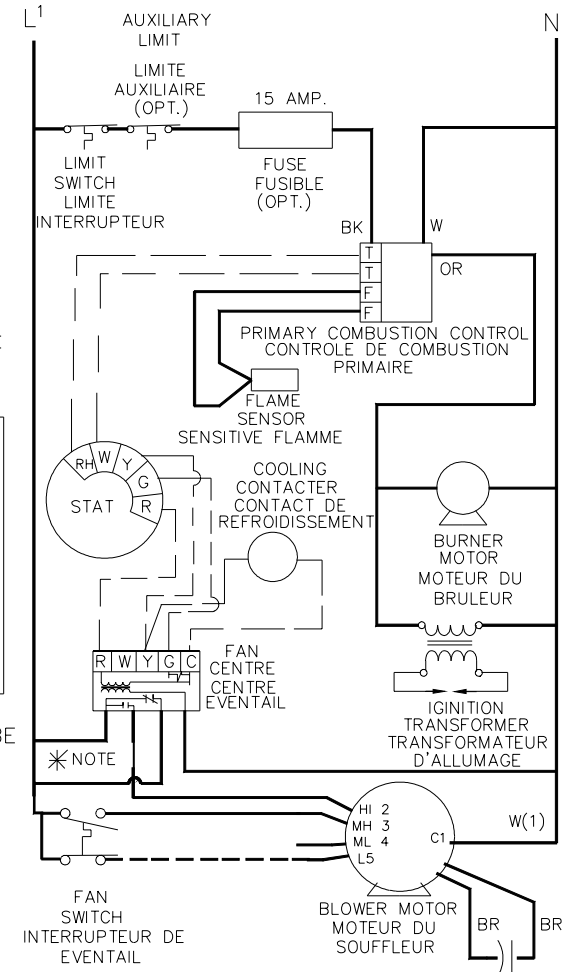 L1
N
AUXILIARY
LIMIT
LIMITE
AUXILIAIRE
(OPT.)
15 AMP.
LIMIT
SWITCH
LIMITE
INTERRUPTEUR
FUSE
FUSIBLE
(OPT.)
BK
W
T
T
F
F
OR
PRIMARY COMBUSTION CONTROL
CONTROLE DE COMBUSTION
PRIMAIRE
FLAME
SENSOR
SENSITIVE FLAMME
RH
W
Y
G
R
STAT
COOLING
CONTACTER
CONTACT DE
REFROIDISSEMENT
BURNER
MOTOR
MOTEUR DU
BRULEUR
R W Y G C
FAN
CENTRE
CENTRE
EVENTAIL
IGNITION
TRANSFORMER
TRANSFORMATEUR
D'ALLUMAGE
BE
NOTE
HI 2
MH 3
ML 4
L5
C1
W(1)
FAN
SWITCH
INTERRUPTEUR DE
EVENTAIL
BLOWER MOTOR
MOTEUR DU
SOUFFLEUR
BR
BR